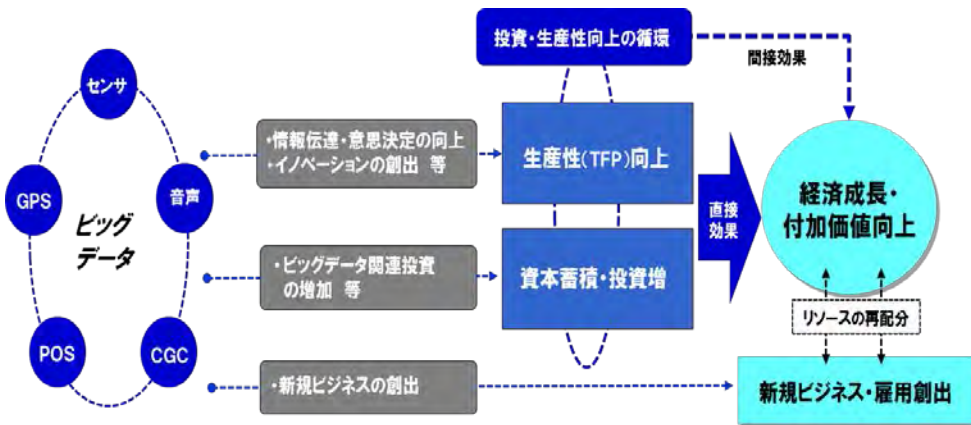 投資・生産性向上の循環
間接効果
センサ
GPS
音声
ビッグ
データ
POS
CGC
・情報伝達・意思決定の向上
・イノベーションの創出 等
・ビッグデータ関連投資
の増加 等
・新規ビジネスの創出
生産性(TFP)向上
資本蓄積・投資増
直接
効果
経済成長・
付加価値向上
リソースの再配分
新規ビジネス・雇用創出